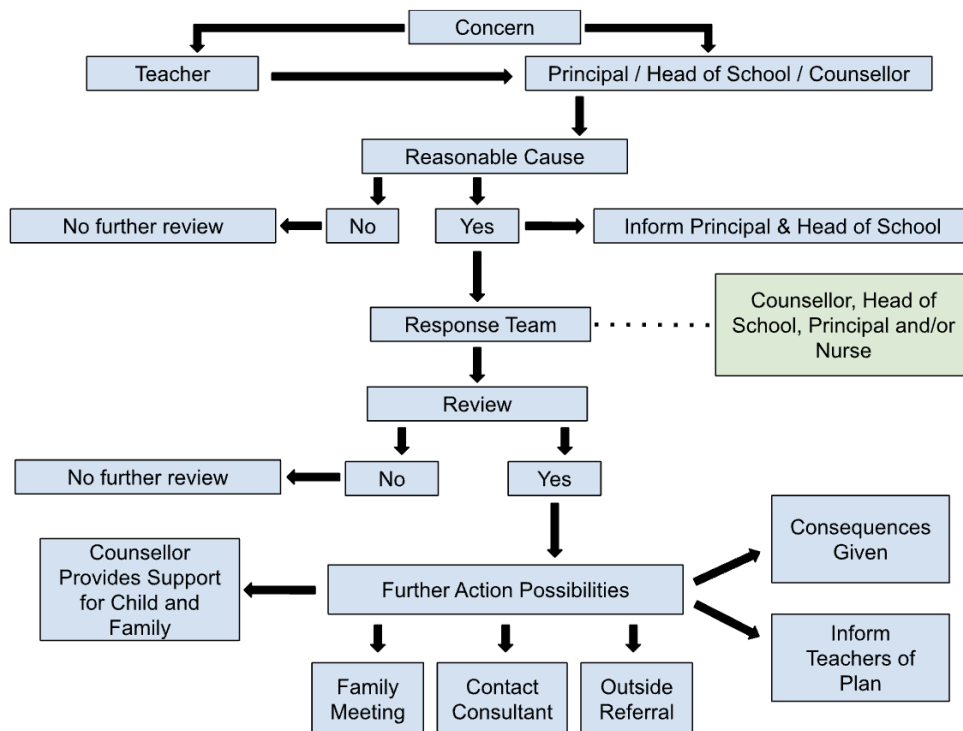 Concern
Teacher
Principal / Head of School / Counsellor
Reasonable Cause
No further review
No
Yes
Inform Principal & Head of School
Response Team
Counsellor, Head of
School, Principal and/or
Nurse
Review
No further review
No
Yes
Consequences
Given
Counsellor
Provides Support
for Child and
Family
Further Action Possibilities
Inform
Teachers of
Plan
Family
Meeting
Contact
Consultant
Outside
Referral